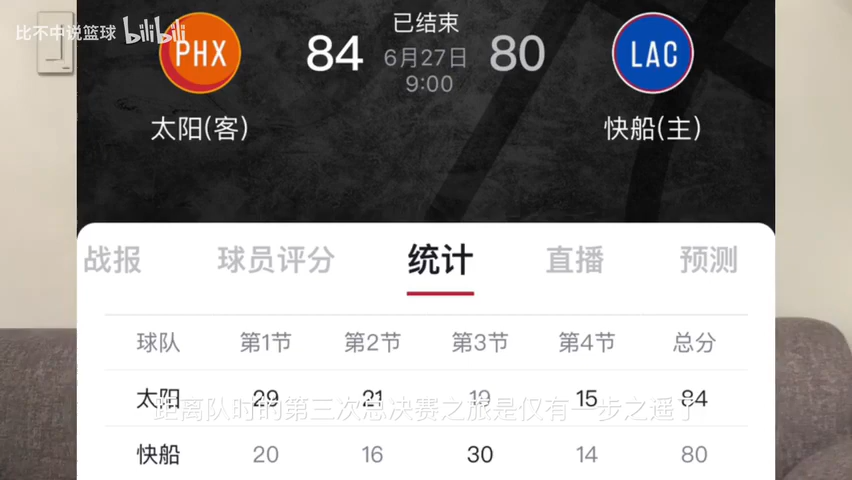 比不中说篮球 bilibili
PHX 84 已结束 80 LAC
6月27日
9:00
太阳(客) 快船(主)
战报 球员评分 统计 直播 预测
球队 第1节 第2节 第3节 第4节 总分
太阳 29 21 19 15 84
距离队时的第三次总决赛之旅是仅有一步之遥了
快船 20 16 30 14 80